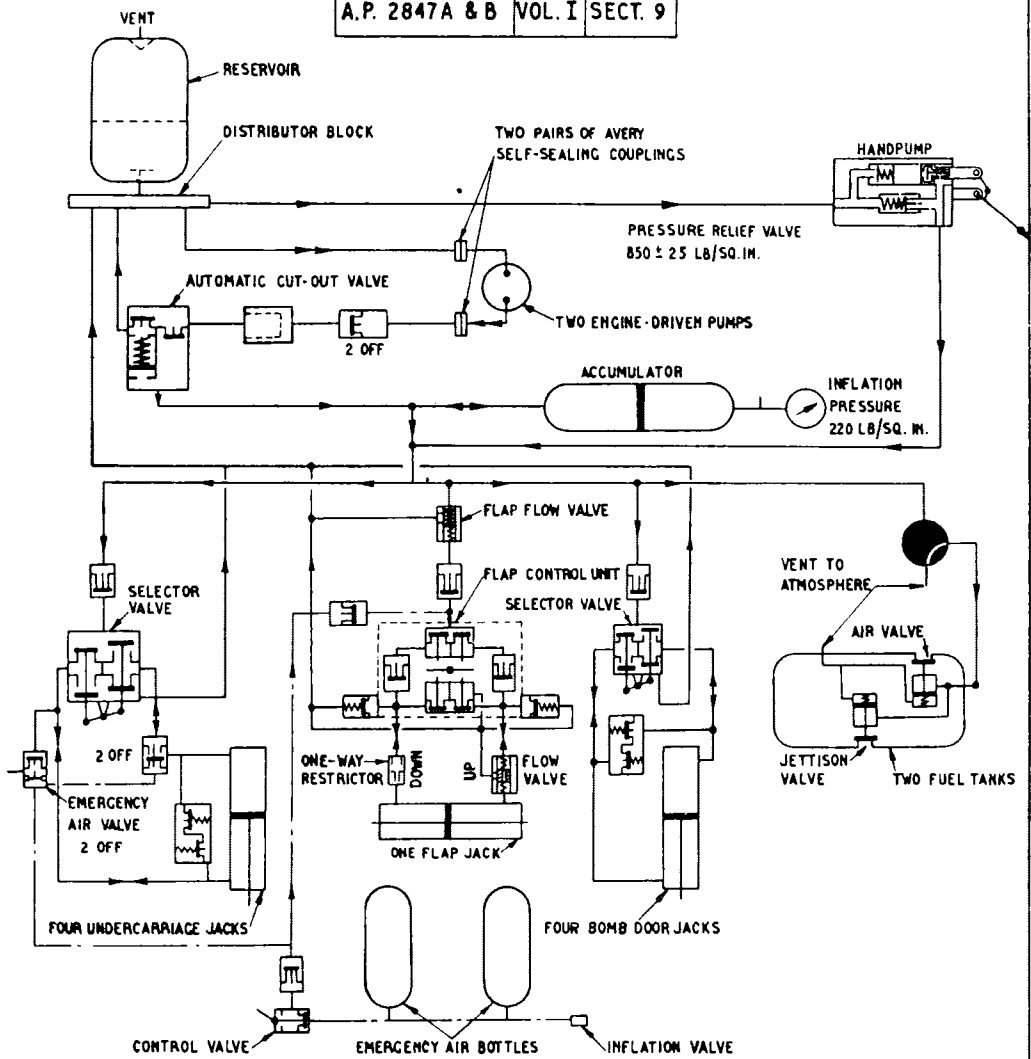 A.P. 2847A & B VOL. I SECT. 9
VENT
RESERVOIR
DISTRIBUTOR BLOCK
TWO PAIRS OF AVERY
SELF-SEALING COUPLINGS
HANDPUMP
PRESSURE RELIEF VALVE
850 ± 25 LB/SQ.IN.
AUTOMATIC CUT-OUT VALVE
TWO ENGINE-DRIVEN PUMPS
2 OFF
ACCUMULATOR
INFLATION
PRESSURE
220 LB/SQ. IN.
FLAP FLOW VALVE
SELECTOR
VALVE
FLAP CONTROL UNIT
SELECTOR VALVE
VENT TO
ATMOSPHERE
AIR VALVE
2 OFF
ONE-WAY
RESTRICTOR
DOWN
UP
FLOW
VALVE
JETTISON
VALVE
TWO FUEL TANKS
EMERGENCY
AIR VALVE
2 OFF
ONE FLAP JACK
FOUR UNDERCARRIAGE JACKS
FOUR BOMB DOOR JACKS
CONTROL VALVE
EMERGENCY AIR BOTTLES
INFLATION VALVE